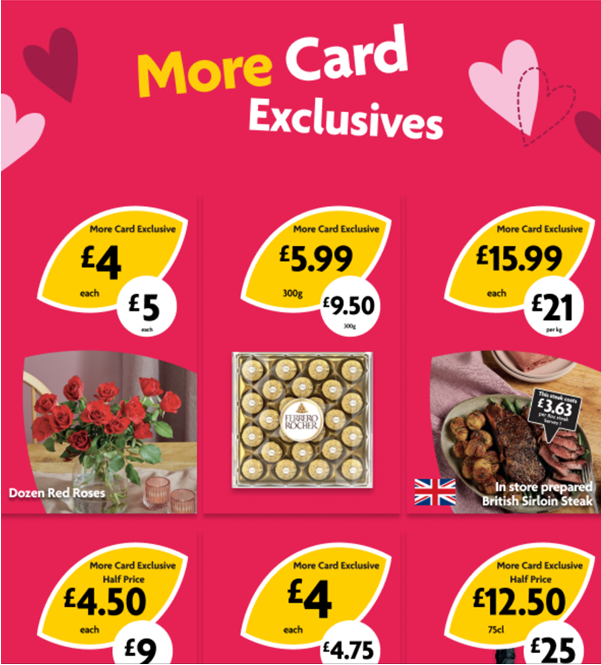 More Card
Exclusives
More Card Exclusive
£4
each
£5
each
Dozen Red Roses
More Card Exclusive
£5.99
300g
£9.50
300g
FERRERO
ROCHER
More Card Exclusive
£15.99
each
£21
per kg
This steak costs
£3.63
In store prepared
British Sirloin Steak
More Card Exclusive
Half Price
£4.50
each
£9
More Card Exclusive
£4
each
£4.75
More Card Exclusive
Half Price
£12.50
75cl
£25